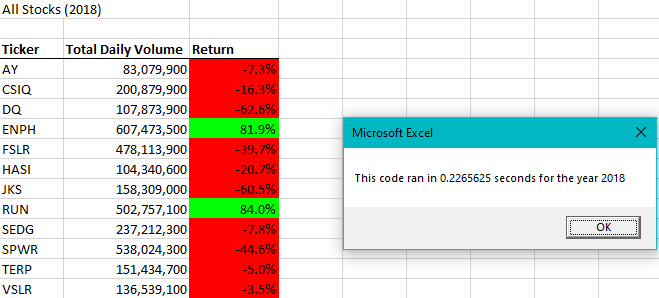 All Stocks (2018)
Ticker Total Daily Volume Return
AY 83,079,900 -7.3%
CSIQ 200,879,900 -16.3%
DQ 107,873,900 -62.6%
ENPH 607,473,500 81.9%
FSLR 478,113,900 -39.7%
HASI 104,340,600 -20.7%
JKS 158,309,000 -60.5%
RUN 502,757,100 84.0%
SEDG 237,212,300 -7.8%
SPWR 538,024,300 -44.6%
TERP 151,434,700 -5.0%
VSLR 136,539,100 -3.5%
Microsoft Excel
This code ran in 0.2265625 seconds for the year 2018
OK